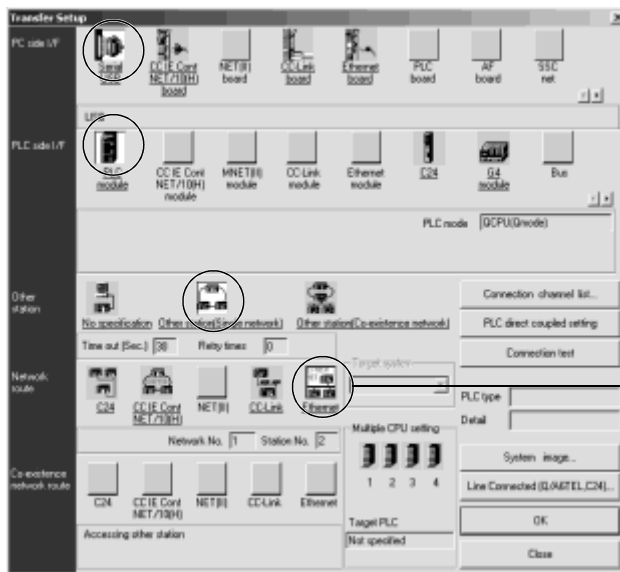 Transfer Setup
PC side I/F
Serial USB
CC IE Cont NET/10(H) board
NET(II) board
CC-Link board
Ethernet board
PLC board
AF board
SSC net
USB
PLC side I/F
PLC module
CC IE Cont NET/10(H) module
MNET(II) module
CC-Link module
Ethernet module
C24
G4 module
Bus
PLC mode QCPU(Qmode)
Other station
No specification
Other station(Single network)
Other station(Co-existence network)
Time out (Sec.) 30 Retry times 0
Connection channel list...
PLC direct coupled setting
Connection test
Target system
Network route
C24
CC IE Cont NET/10(H)
NET(II)
CC-Link
Ethernet
PLC type
Detail
Network No. 1 Station No. 2
Multiple CPU setting
1 2 3 4
Target PLC
Not specified
System image...
Line Connected (Q/A6TEL,C24)...
OK
Close
Co-existence network route
C24
CC IE Cont NET/10(H)
NET(II)
CC-Link
Ethernet
Accessing other station